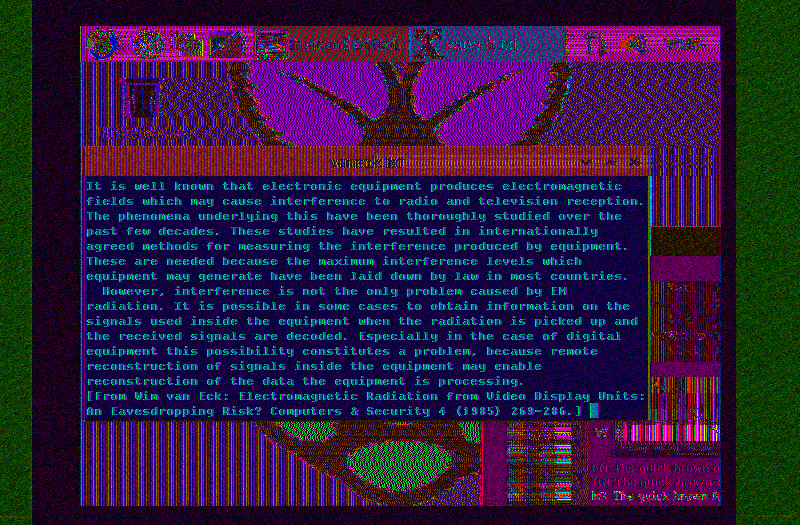 It is well known that electronic equipment produces electromagnetic
fields which may cause interference to radio and television reception.
The phenomena underlying this have been thoroughly studied over the
past few decades. These studies have resulted in internationally
agreed methods for measuring the interference produced by equipment.
These are needed because the maximum interference levels which
equipment may generate have been laid down by law in most countries.
However, interference is not the only problem caused by EM
radiation. It is possible in some cases to obtain information on the
signals used inside the equipment when the radiation is picked up and
the received signals are decoded. Especially in the case of digital
equipment this possibility constitutes a problem, because remote
reconstruction of signals inside the equipment may enable
reconstruction of the data the equipment is processing.
[From Wim van Eck: Electromagnetic Radiation from Video Display Units:
An Eavesdropping Risk? Computers & Security 4 (1985) 269-286.]
The quick brown
The quick brown
The quick brown